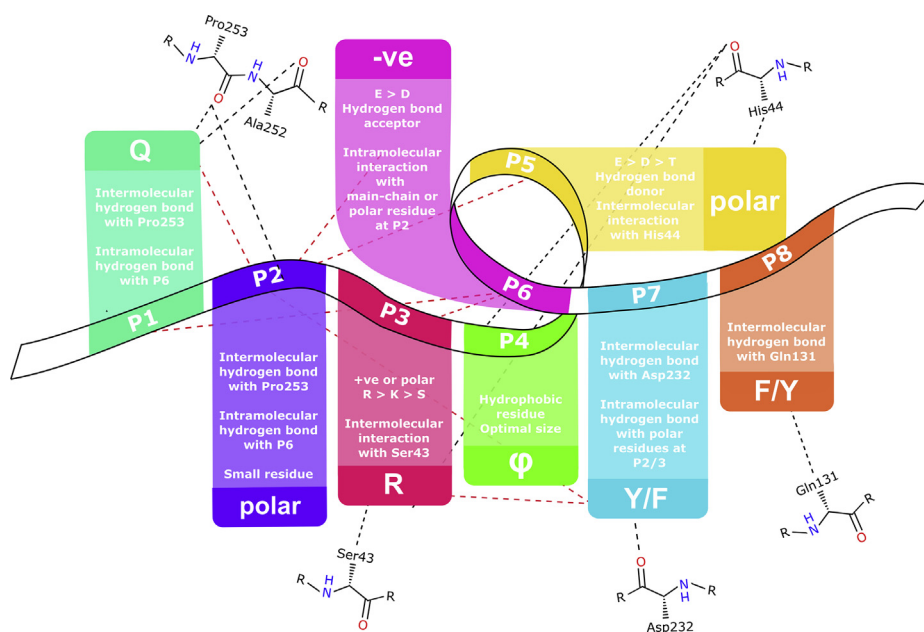 Pro253
R
N
H
O
H
N
O
R
Ala252
-ve
E > D
Hydrogen bond
acceptor
Intramolecular
interaction
with
main-chain or
polar residue
at P2
O
R
H
N
R
His44
Q
Intermolecular
hydrogen bond
with Pro253
Intramolecular
hydrogen bond
with P6
P1
P2
Intermolecular
hydrogen bond
with Pro253
Intramolecular
hydrogen bond
with P6
Small residue
polar
P3
+ve or polar
R > K > S
Intermolecular
interaction
with Ser43
R
P4
Hydrophobic
residue
Optimal size
φ
P5
E > D > T
Hydrogen bond
donor
Intermolecular
interaction
with His44
polar
P6
P7
Intermolecular
hydrogen bond
with Asp232
Intramolecular
hydrogen bond
with polar
residues at
P2/3
Y/F
P8
Intermolecular
hydrogen bond
with Gln131
F/Y
Ser43
R
N
H
O
R
O
R
H
N
R
Asp232
Gln131
R
N
H
R
O